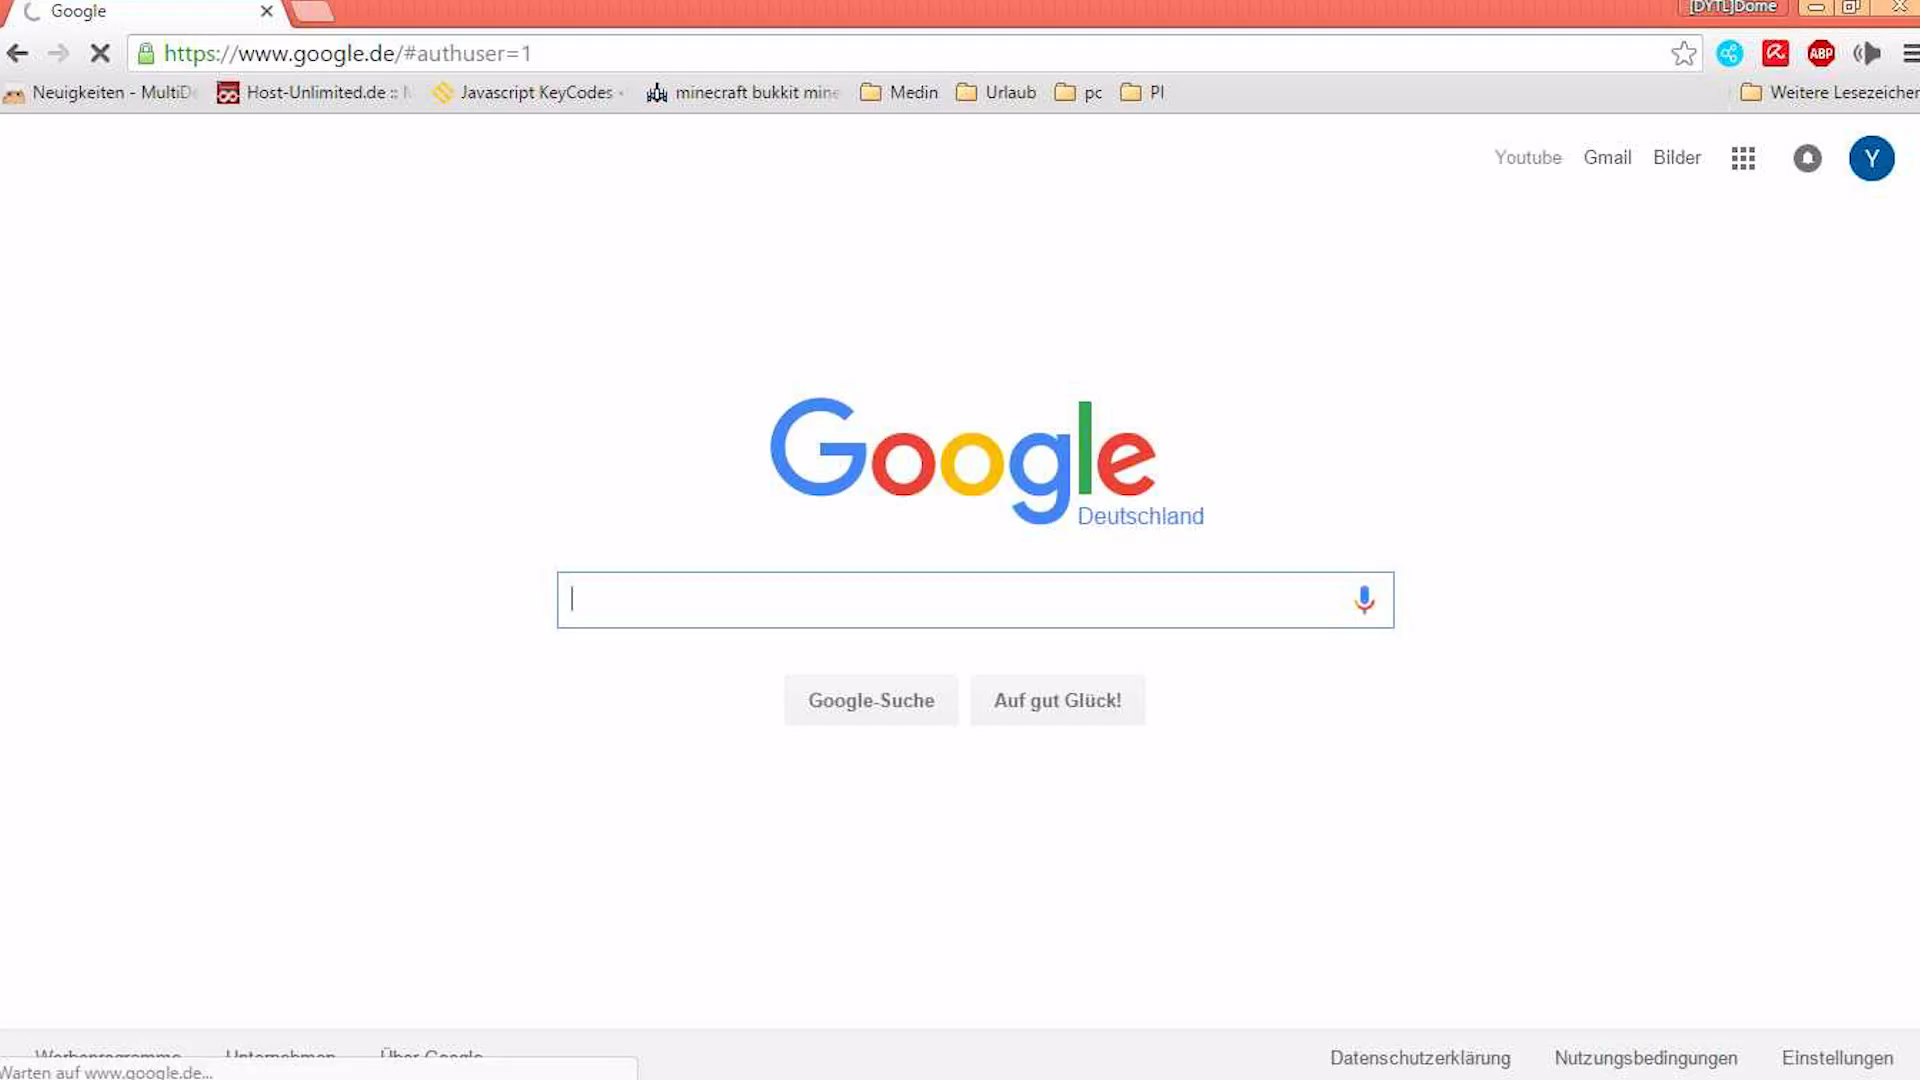 Google
[DYTL]Dome
https://www.google.de/#authuser=1
Neuigkeiten - MultiDe
Host-Unlimited.de ::
Javascript KeyCodes
minecraft bukkit mine
Medin
Urlaub
pc
PI
Weitere Lesezeichen
Youtube
Gmail
Bilder
Y
ABP
Google
Deutschland
Google-Suche
Auf gut Glück!
Werbeprogramme
Unternehmen
Über Google
Datenschutzerklärung
Nutzungsbedingungen
Einstellungen
Warten auf www.google.de...